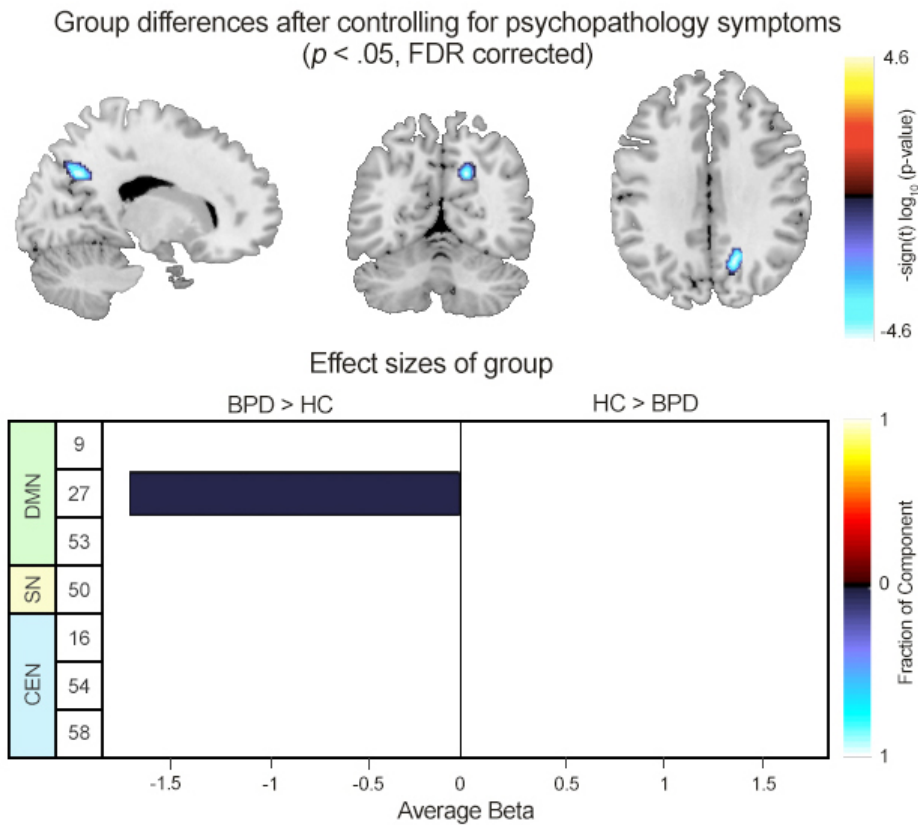 Group differences after controlling for psychopathology symptoms
(p < .05, FDR corrected)
4.6
-sign(t) log₁₀ (p-value)
-4.6
Effect sizes of group
BPD > HC
HC > BPD
DMN
9
27
53
SN
50
CEN
16
54
58
-1.5
-1
-0.5
0
0.5
1
1.5
Average Beta
1
0
1
Fraction of Component